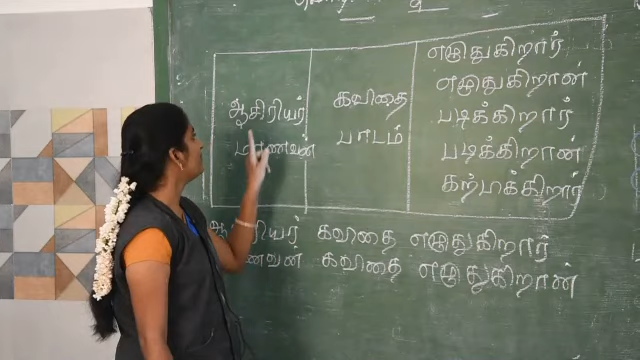 ஆசிரியர்
மாணவன்
கவிதை
பாடம்
எழுதுகிறார்
எழுதுகிறான்
படிக்கிறார்
படிக்கிறான்
கற்பிக்கிறார்
ஆசிரியர் கவிதை எழுதுகிறார்
மாணவன் கவிதை எழுதுகிறான்